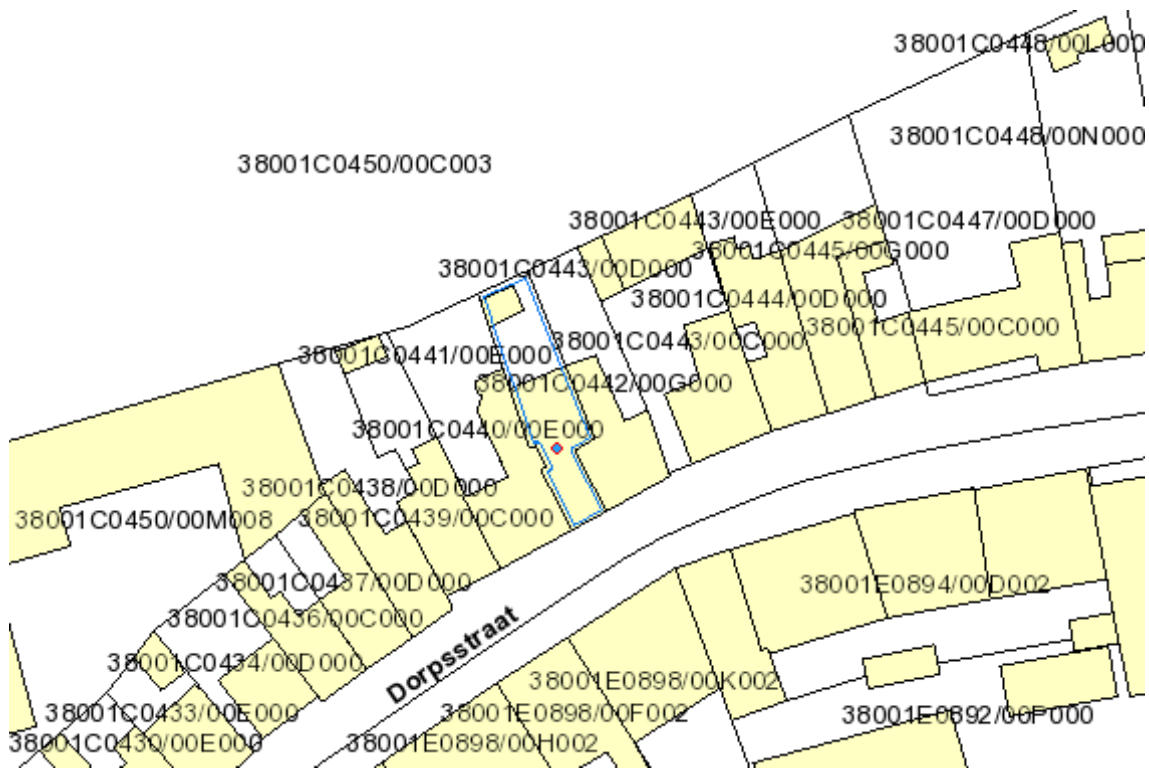 38001C0448/00L000
38001C0448/00N000
38001C0450/00C003
38001C0443/00E000
38001C0447/00D000
38001C0445/00G000
38001C0443/00D000
38001C0444/00D000
38001C0445/00C000
38001C0443/00C000
38001C0441/00E000
38001C0442/00G000
38001C0440/00E000
38001C0438/00D000
38001C0450/00M008
38001C0439/00C000
38001C0437/00D000
38001E0894/00D002
38001C0436/00C000
Dorpsstraat
38001C0434/00D000
38001E0898/00K002
38001C0433/00E000
38001E0898/00F002
38001E0892/00P000
38001C0430/00E000
38001E0898/00H002